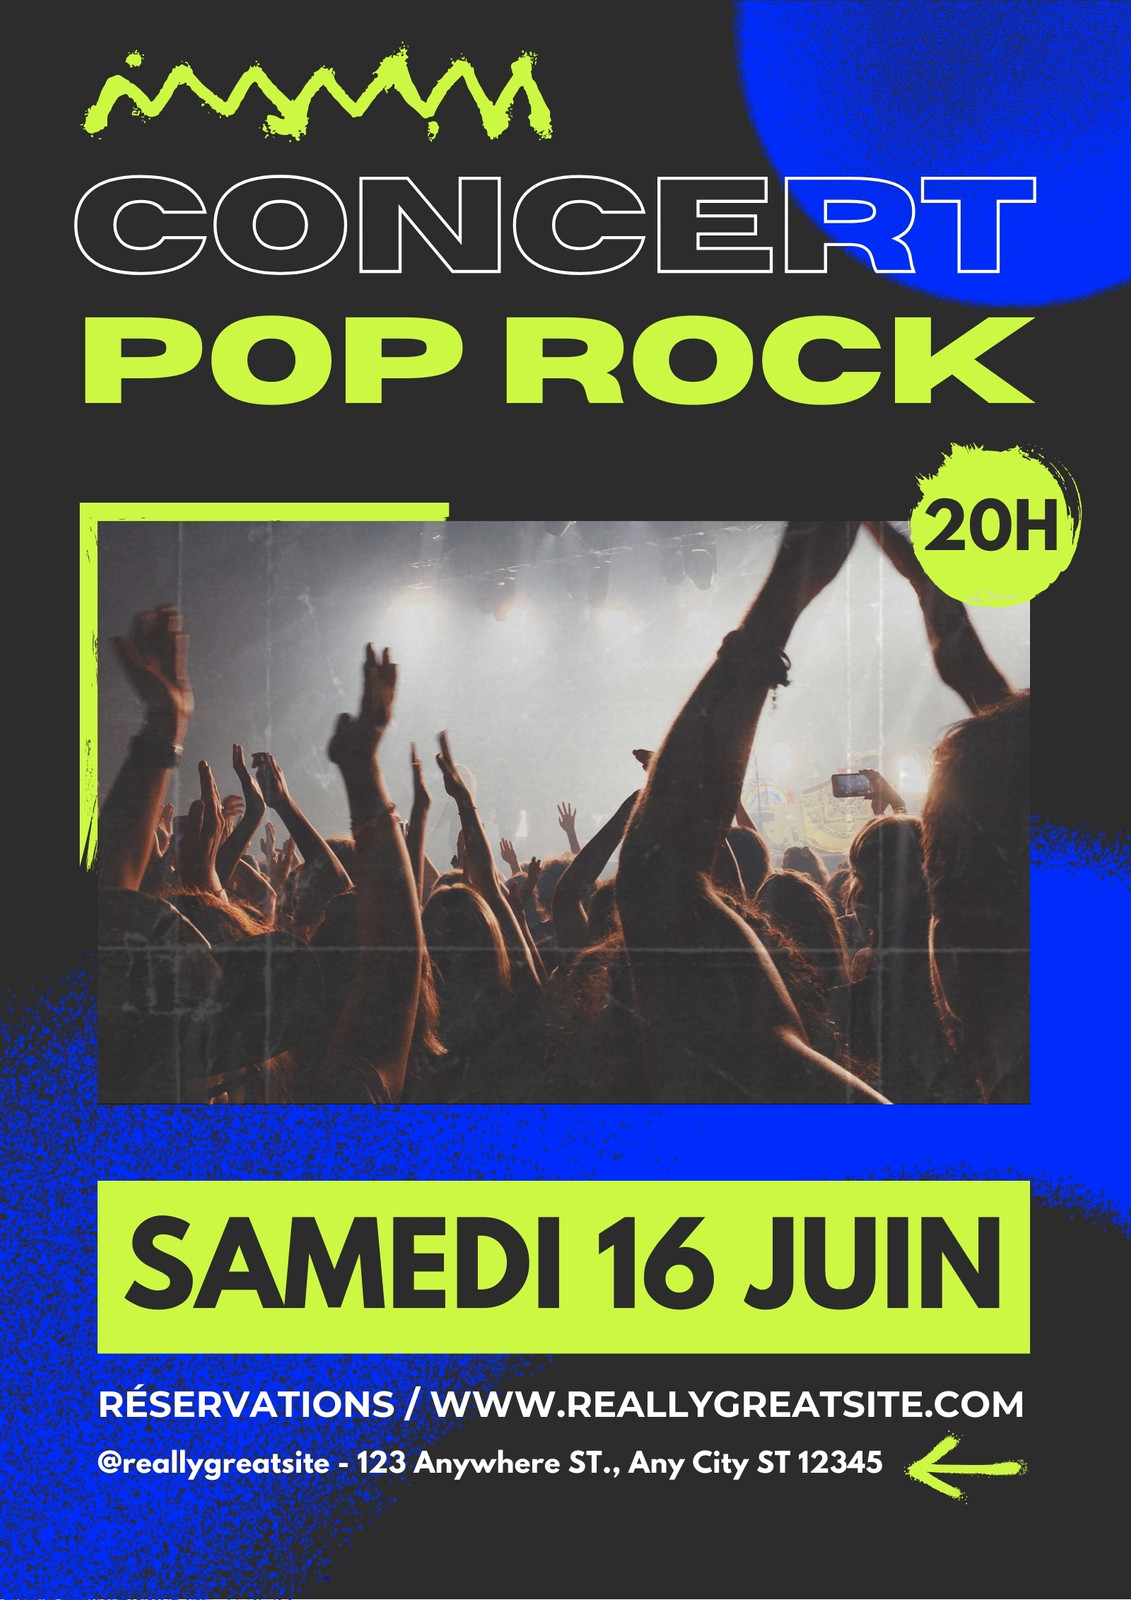 CONCERT
POP ROCK
20H
SAMEDI 16 JUIN
RÉSERVATIONS / WWW.REALLYGREATSITE.COM
@reallygreatsite - 123 Anywhere ST., Any City ST 12345